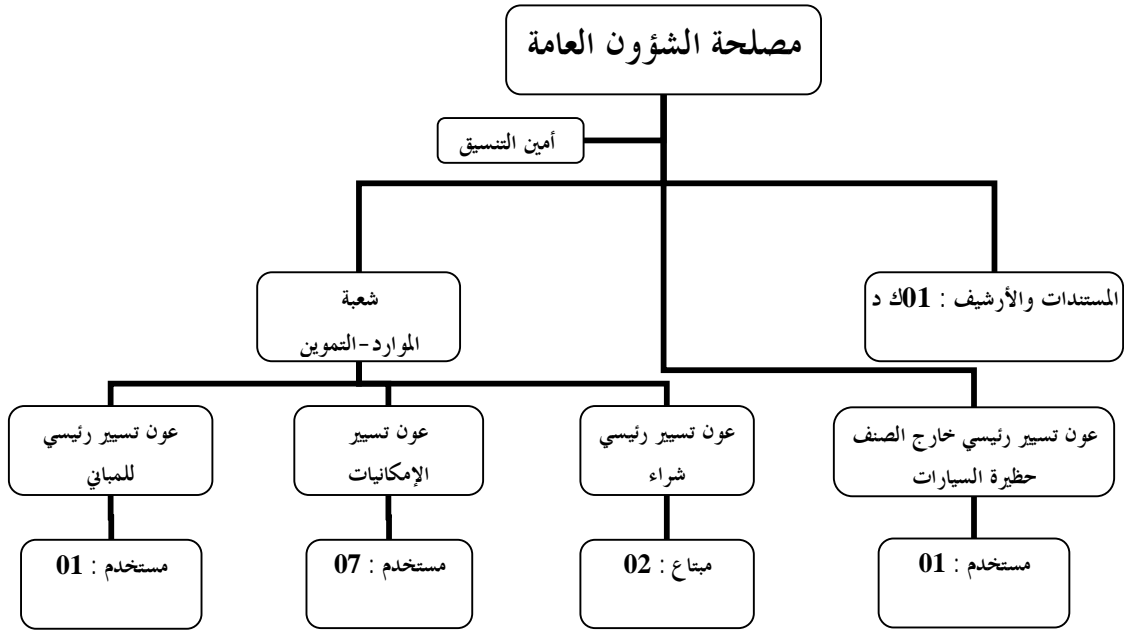 مصلحة الشؤون العامة
أمين التنسيق
المستندات والأرشيف : 01ك د
شعبة
الموارد-التموين
عون تسيير رئيسي خارج الصنف
حظيرة السيارات
عون تسيير رئيسي
شراء
عون تسيير
الإمكانيات
عون تسيير رئيسي
للمباني
مستخدم : 01
مبتاع : 02
مستخدم : 07
مستخدم : 01